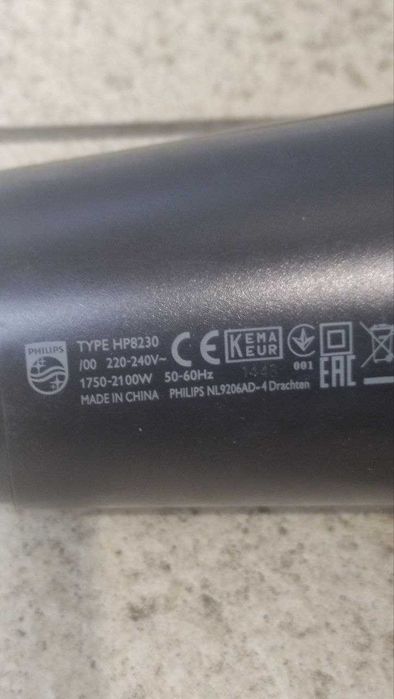 PHILIPS
TYPE HP8230
/00 220-240V~
1750-2100W 50-60Hz
MADE IN CHINA PHILIPS NL9206AD-4 Drachten
CE
KEMA
EUR
001
EAC